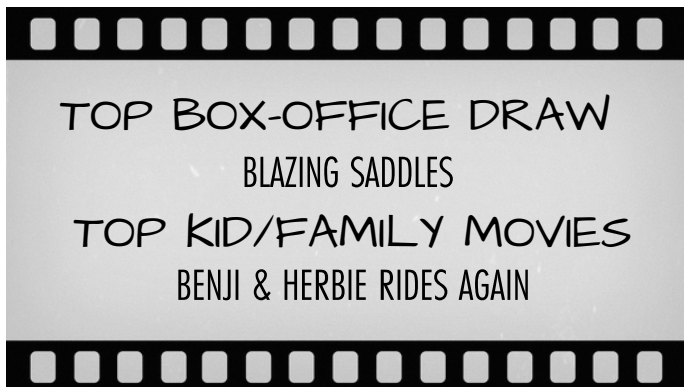 TOP BOX-OFFICE DRAW
BLAZING SADDLES
TOP KID/FAMILY MOVIES
BENJI & HERBIE RIDES AGAIN